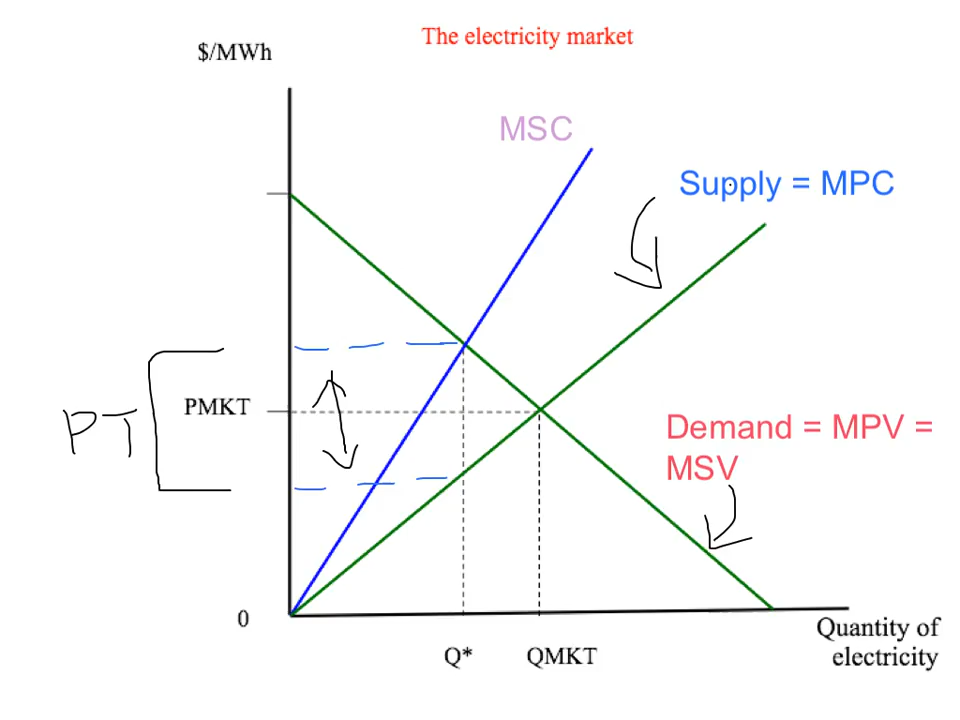 The electricity market
$/MWh
MSC
Supply = MPC
PT
PMKT
Demand = MPV =
MSV
0
Q*
QMKT
Quantity of
electricity